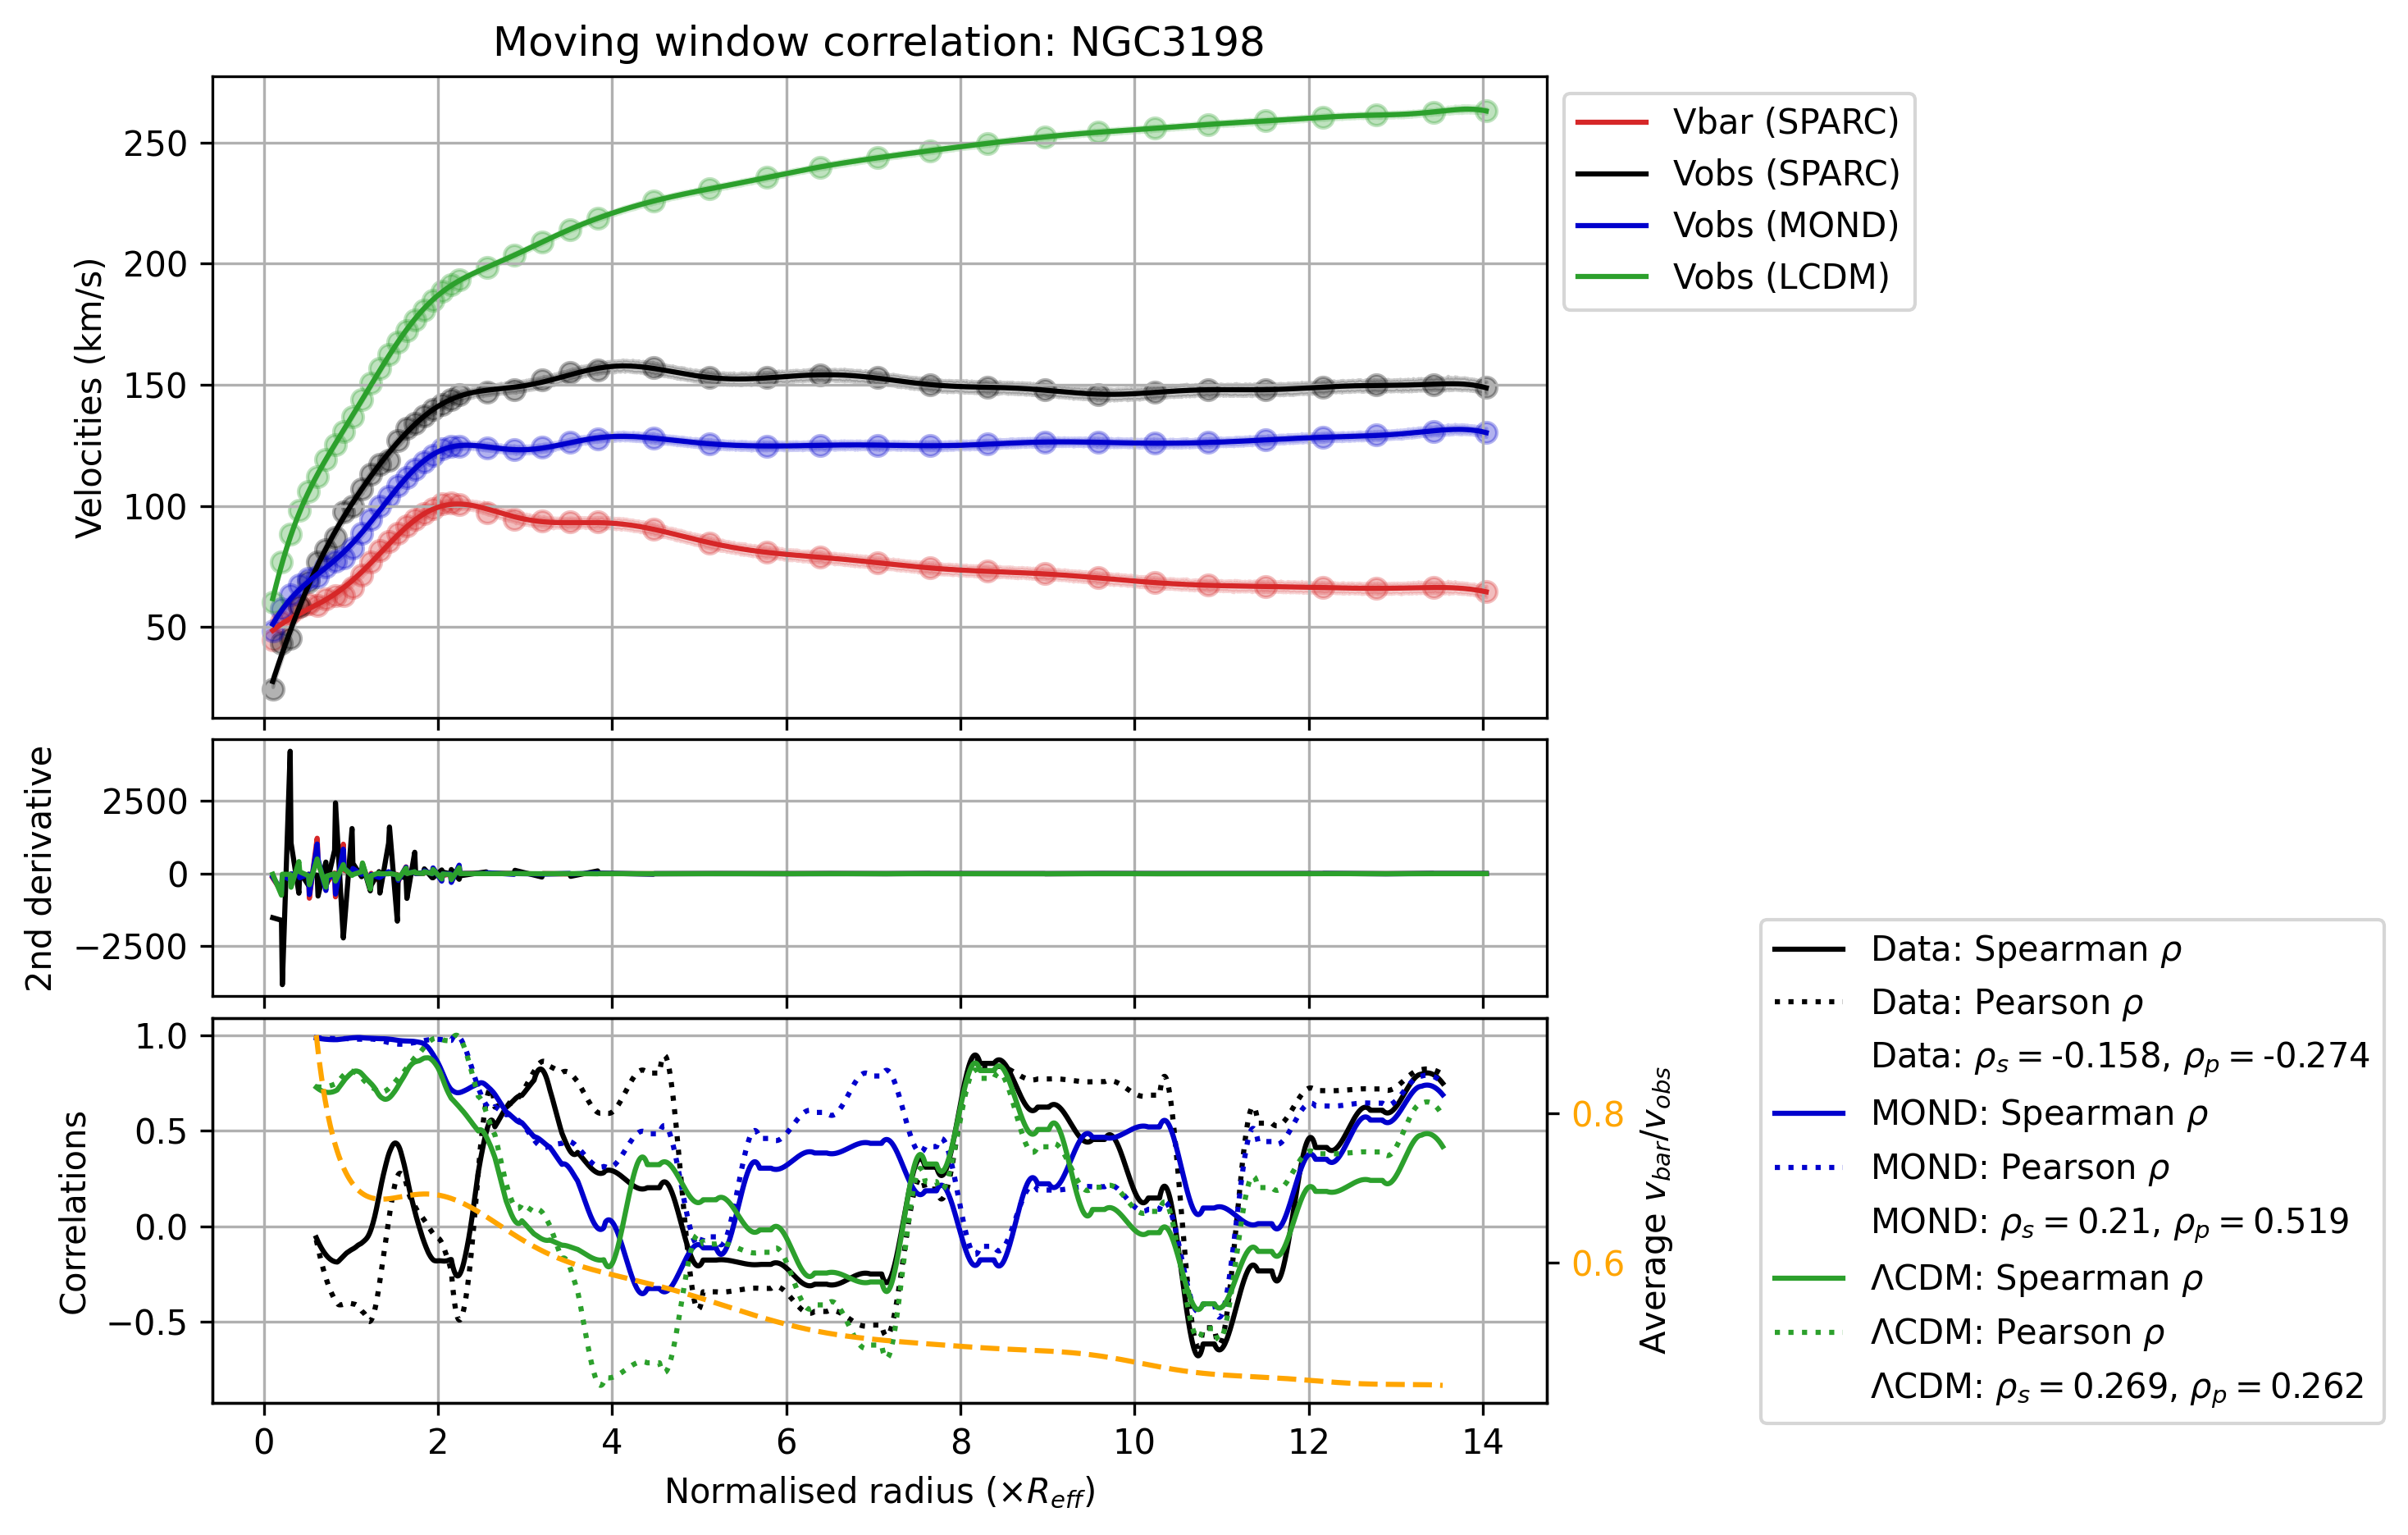 Moving window correlation: NGC3198
Velocities (km/s)
250
200
150
100
50
Vbar (SPARC)
Vobs (SPARC)
Vobs (MOND)
Vobs (LCDM)
2nd derivative
2500
0
−2500
Correlations
1.0
0.5
0.0
−0.5
0.8
0.6
Average v_bar/v_obs
0 2 4 6 8 10 12 14
Normalised radius (×R_eff)
Data: Spearman ρ
Data: Pearson ρ
Data: ρ_s = -0.158, ρ_p = -0.274
MOND: Spearman ρ
MOND: Pearson ρ
MOND: ρ_s = 0.21, ρ_p = 0.519
ΛCDM: Spearman ρ
ΛCDM: Pearson ρ
ΛCDM: ρ_s = 0.269, ρ_p = 0.262